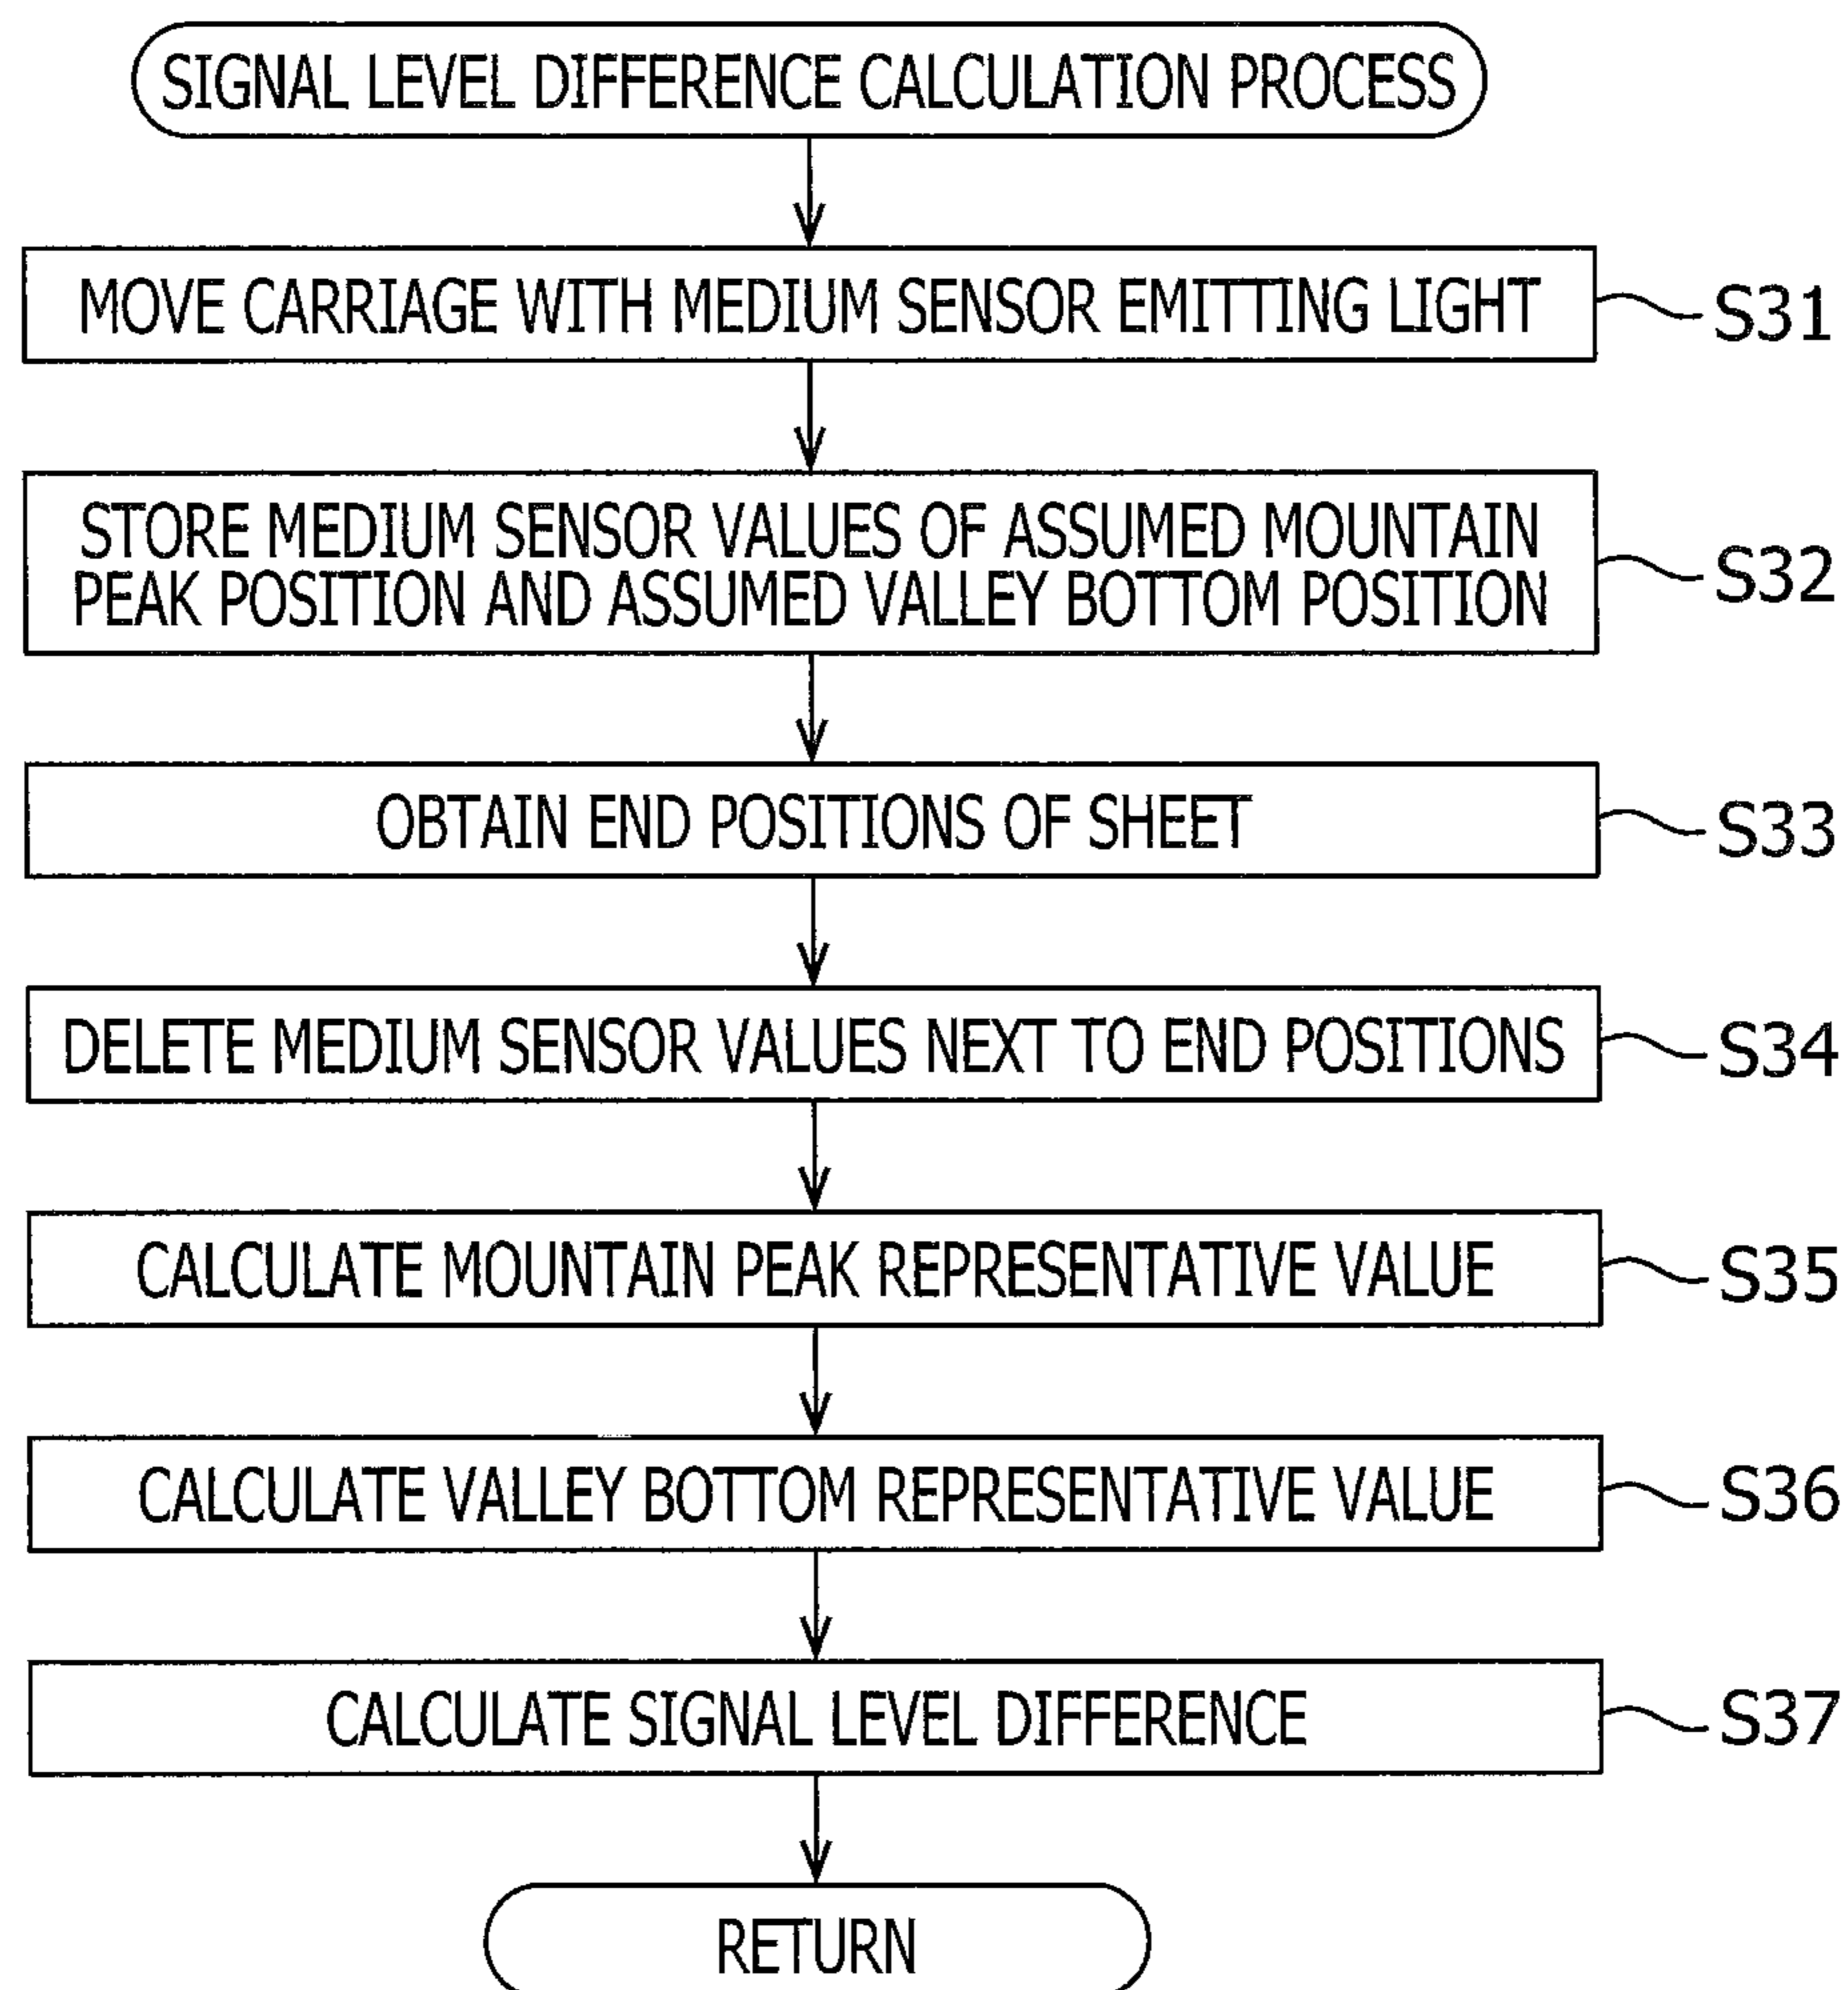 SIGNAL LEVEL DIFFERENCE CALCULATION PROCESS
MOVE CARRIAGE WITH MEDIUM SENSOR EMITTING LIGHT
S31
STORE MEDIUM SENSOR VALUES OF ASSUMED MOUNTAIN
PEAK POSITION AND ASSUMED VALLEY BOTTOM POSITION
S32
OBTAIN END POSITIONS OF SHEET
S33
DELETE MEDIUM SENSOR VALUES NEXT TO END POSITIONS
S34
CALCULATE MOUNTAIN PEAK REPRESENTATIVE VALUE
S35
CALCULATE VALLEY BOTTOM REPRESENTATIVE VALUE
S36
CALCULATE SIGNAL LEVEL DIFFERENCE
S37
RETURN